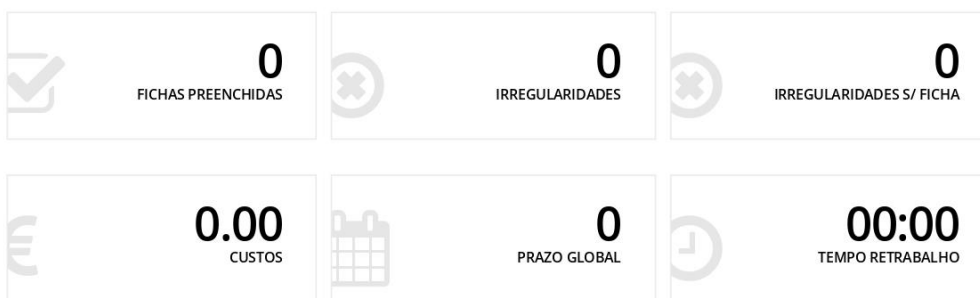 0
FICHAS PREENCHIDAS
0
IRREGULARIDADES
0
IRREGULARIDADES S/ FICHA
0.00
CUSTOS
0
PRAZO GLOBAL
00:00
TEMPO RETRABALHO